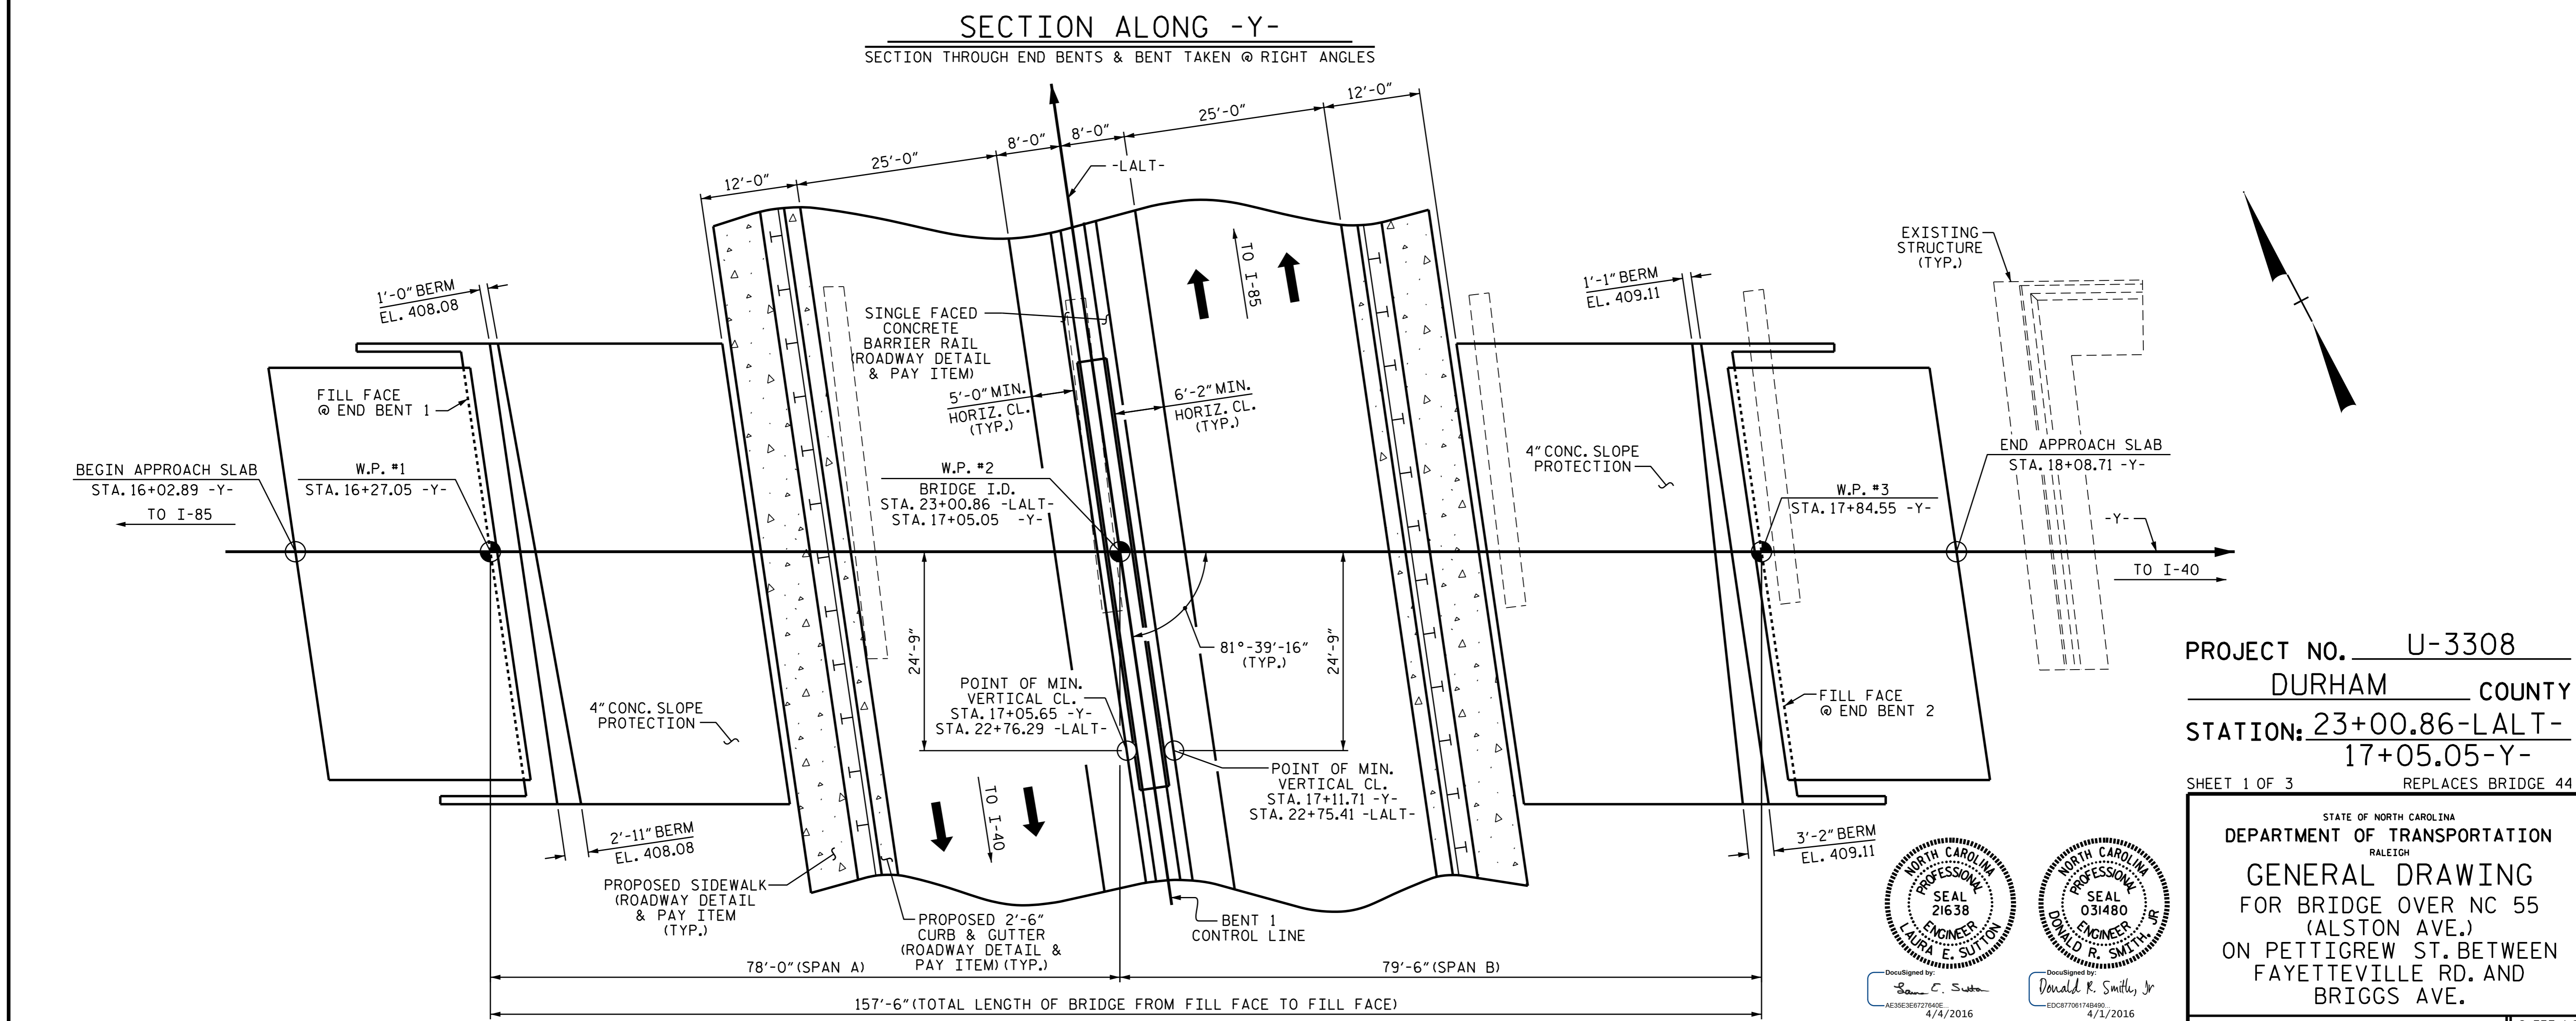 SECTION ALONG -Y-
SECTION THROUGH END BENTS & BENT TAKEN @ RIGHT ANGLES
12'-0"
25'-0"
8'-0"
8'-0"
25'-0"
12'-0"
-LALT-
1'-0" BERM
EL. 408.08
SINGLE FACED
CONCRETE
BARRIER RAIL
(ROADWAY DETAIL
& PAY ITEM)
TO I-85
1'-1" BERM
EL. 409.11
EXISTING
STRUCTURE
(TYP.)
FILL FACE
@ END BENT 1
5'-0" MIN.
HORIZ. CL.
(TYP.)
6'-2" MIN.
HORIZ. CL.
(TYP.)
BEGIN APPROACH SLAB
STA. 16+02.89 -Y-
TO I-85
W.P. #1
STA. 16+27.05 -Y-
W.P. #2
BRIDGE I.D.
STA. 23+00.86 -LALT-
STA. 17+05.05 -Y-
4" CONC. SLOPE
PROTECTION
W.P. #3
STA. 17+84.55 -Y-
END APPROACH SLAB
STA. 18+08.71 -Y-
-Y-
TO I-40
24'-9"
81°-39'-16"
(TYP.)
24'-9"
4" CONC. SLOPE
PROTECTION
POINT OF MIN.
VERTICAL CL.
STA. 17+05.65 -Y-
STA. 22+76.29 -LALT-
FILL FACE
@ END BENT 2
TO I-40
POINT OF MIN.
VERTICAL CL.
STA. 17+11.71 -Y-
STA. 22+75.41 -LALT-
2'-11" BERM
EL. 408.08
3'-2" BERM
EL. 409.11
PROPOSED SIDEWALK
(ROADWAY DETAIL
& PAY ITEM
(TYP.)
PROPOSED 2'-6"
CURB & GUTTER
(ROADWAY DETAIL &
PAY ITEM) (TYP.)
BENT 1
CONTROL LINE
78'-0" (SPAN A)
79'-6" (SPAN B)
157'-6" (TOTAL LENGTH OF BRIDGE FROM FILL FACE TO FILL FACE)
PROJECT NO. U-3308
DURHAM COUNTY
STATION: 23+00.86-LALT-
17+05.05-Y-
SHEET 1 OF 3 REPLACES BRIDGE 44
STATE OF NORTH CAROLINA
DEPARTMENT OF TRANSPORTATION
RALEIGH
GENERAL DRAWING
FOR BRIDGE OVER NC 55
(ALSTON AVE.)
ON PETTIGREW ST. BETWEEN
FAYETTEVILLE RD. AND
BRIGGS AVE.
NORTH CAROLINA
PROFESSIONAL
SEAL
21638
ENGINEER
LAURA E. SUTTON
DocuSigned by:
Laura E. Sutton
AE35E3E6727640E...
4/4/2016
NORTH CAROLINA
PROFESSIONAL
SEAL
031480
ENGINEER
DONALD R. SMITH, JR
DocuSigned by:
Donald R. Smith, Jr
EDC87706174B490...
4/1/2016